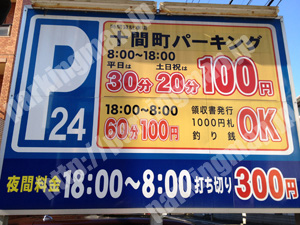 十間町パーキング
8:00～18:00
平日は 土日祝は
30分 20分 100円
18:00～8:00
60分100円
領収書発行
1000円札
釣り銭
OK
P24
夜間料金 18:00～8:00 打ち切り 300円